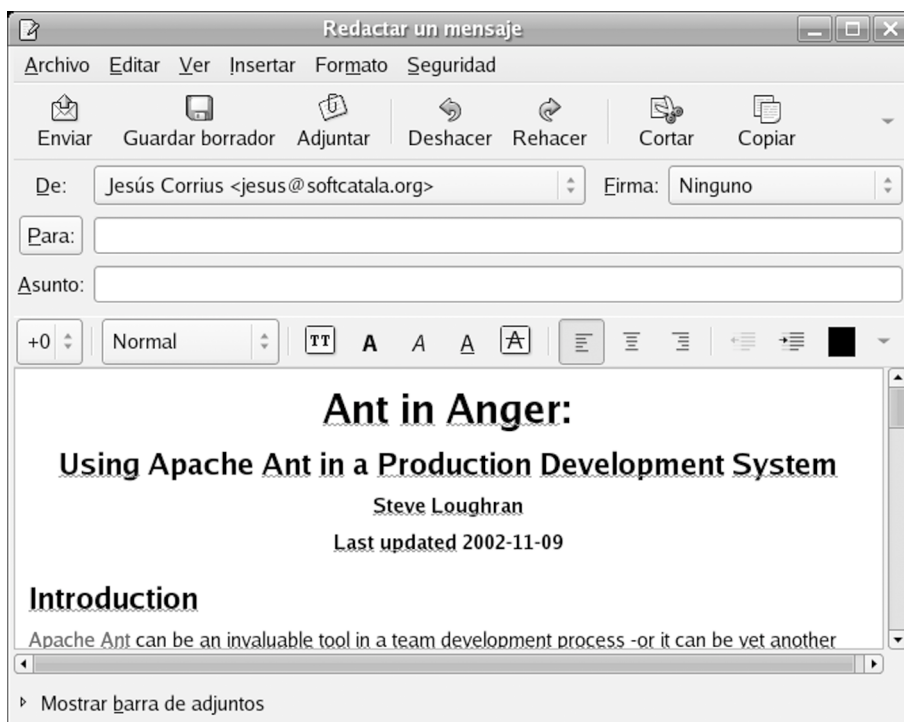 Redactar un mensaje
Archivo Editar Ver Insertar Formato Seguridad
Enviar Guardar borrador Adjuntar Deshacer Rehacer Cortar Copiar
De: Jesús Corrius <jesus@softcatala.org> Firma: Ninguno
Para:
Asunto:
+0 Normal TT A A A A
Ant in Anger:
Using Apache Ant in a Production Development System
Steve Loughran
Last updated 2002-11-09
Introduction
Apache Ant can be an invaluable tool in a team development process -or it can be yet another
Mostrar barra de adjuntos